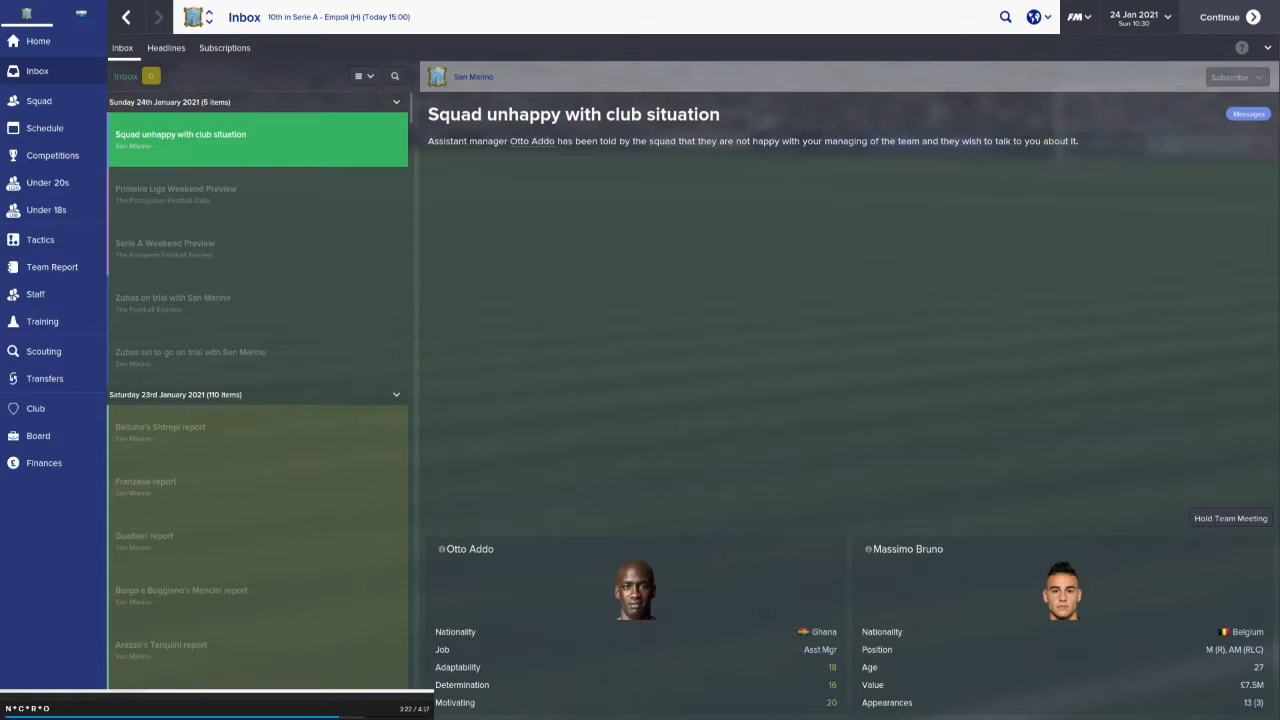 Inbox
10th in Serie A - Empoli (H) (Today 15:00)
FM
24 Jan 2021
Sun 10:30
Continue
Home
Inbox
Squad
Schedule
Competitions
Under 20s
Under 18s
Tactics
Team Report
Staff
Training
Scouting
Transfers
Club
Board
Finances
Inbox Headlines Subscriptions
Inbox 0
Sunday 24th January 2021 (5 items)
Squad unhappy with club situation
San Marino
Primeira Liga Weekend Preview
The Portuguese Football Daily
Serie A Weekend Preview
The European Football Express
Zubas on trial with San Marino
The Football Express
Zubas set to go on trial with San Marino
San Marino
Saturday 23rd January 2021 (110 items)
Belluno's Shtrepi report
San Marino
Franzese report
San Marino
Gualtieri report
San Marino
Borgo a Buggiano's Mencini report
San Marino
Arezzo's Tarquini report
San Marino
San Marino
Subscribe
Squad unhappy with club situation
Messages
Assistant manager Otto Addo has been told by the squad that they are not happy with your managing of the team and they wish to talk to you about it.
Hold Team Meeting
Otto Addo
Nationality Ghana
Job Asst Mgr
Adaptability 18
Determination 16
Motivating 20
Massimo Bruno
Nationality Belgium
Position M (R), AM (RLC)
Age 27
Value £7.5M
Appearances 13 (3)
N*C*R*O
3:22 / 4:17